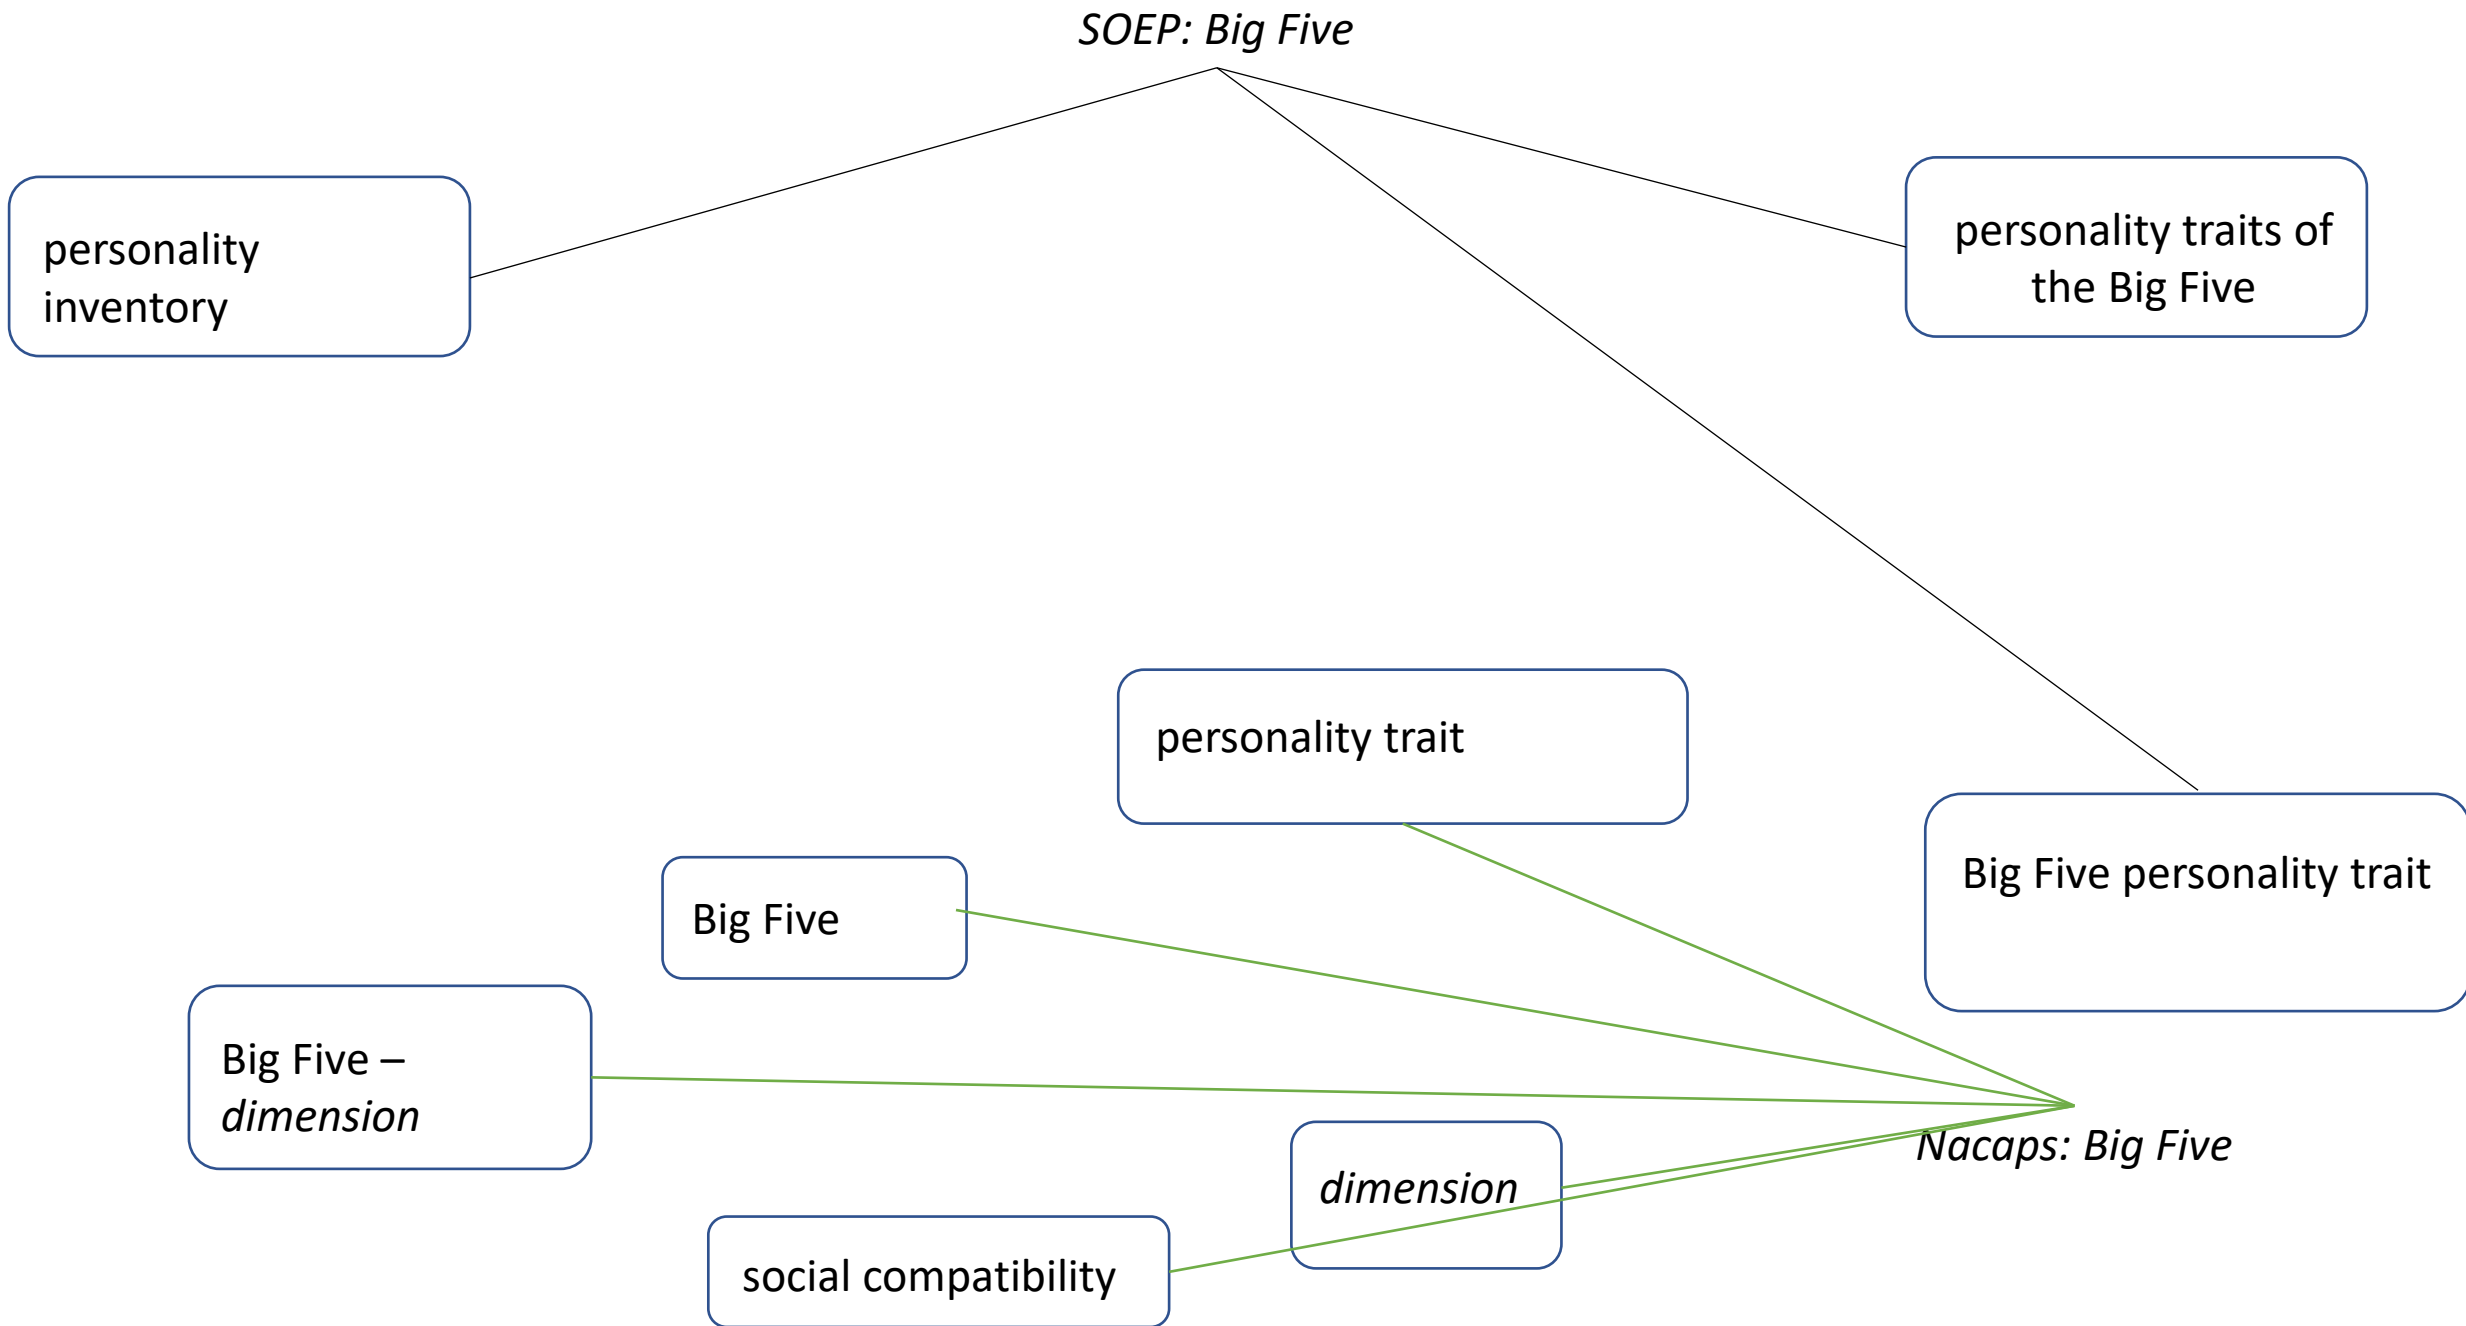 SOEP: Big Five
personality
inventory
personality traits of
the Big Five
personality trait
Big Five personality trait
Big Five
Big Five –
dimension
Nacaps: Big Five
dimension
social compatibility